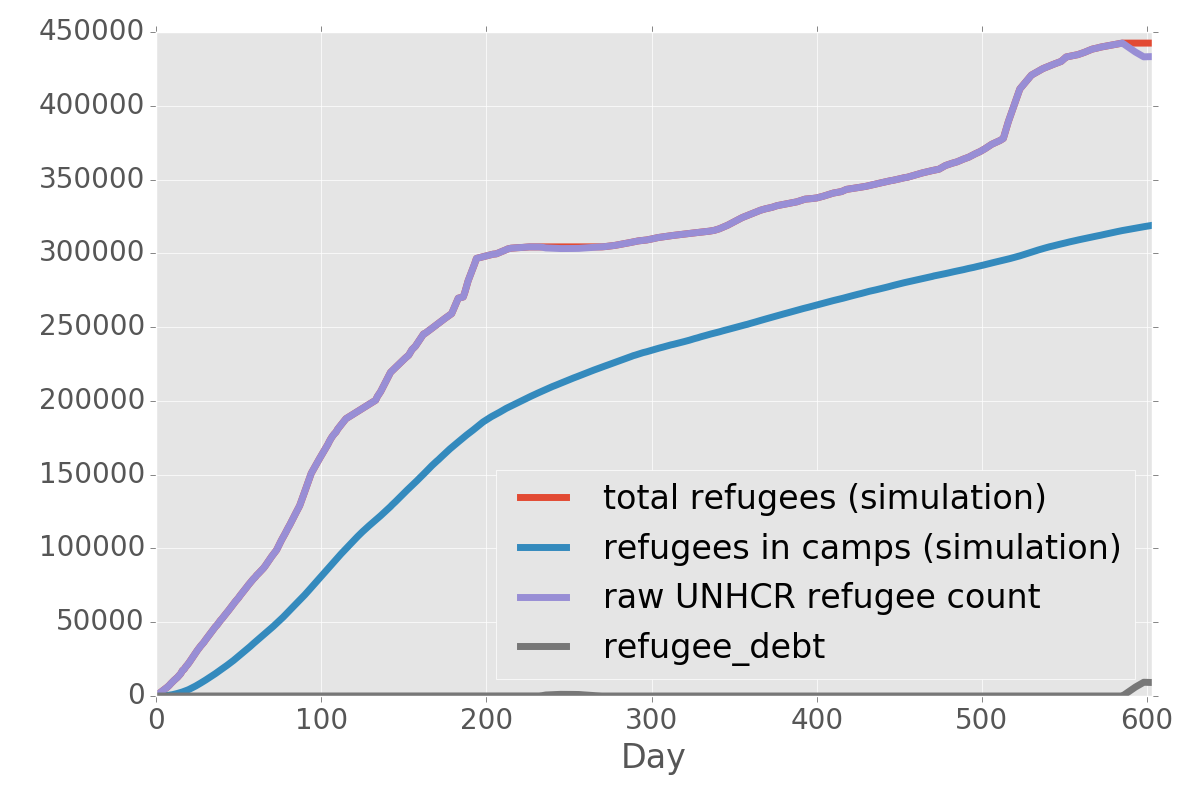 450000
400000
350000
300000
250000
200000
150000
100000
50000
0
total refugees (simulation)
refugees in camps (simulation)
raw UNHCR refugee count
refugee_debt
0 100 200 300 400 500 600
Day